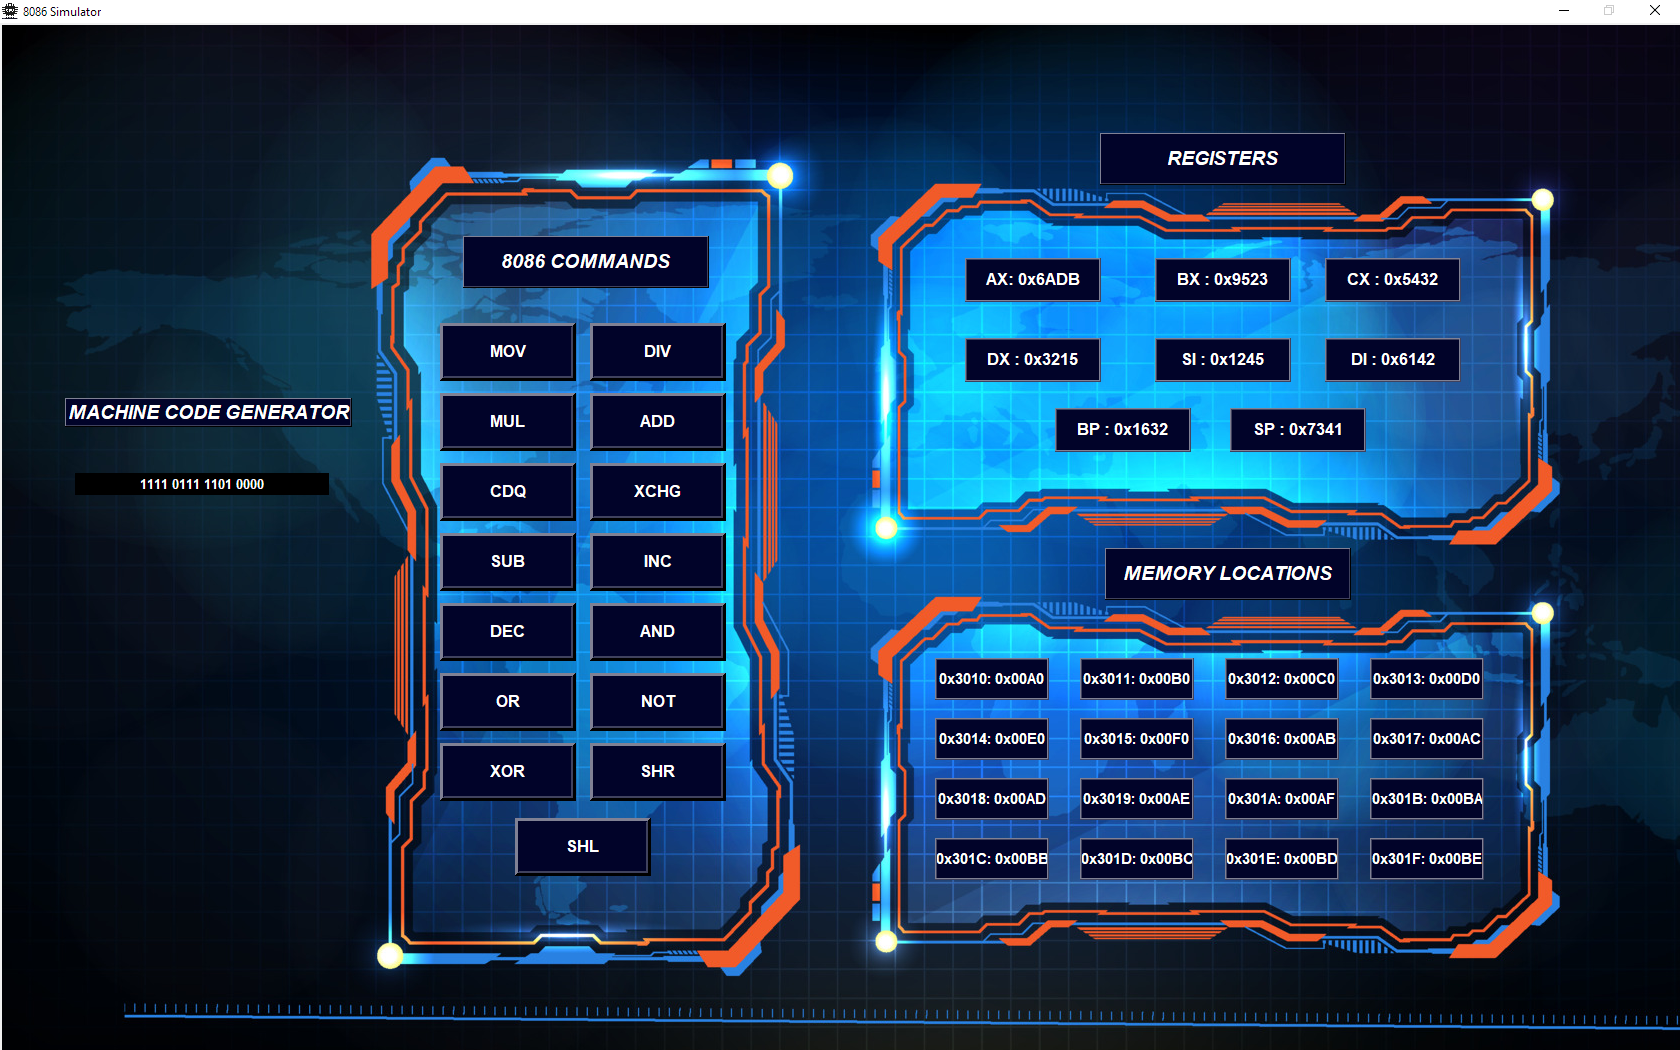 8086 Simulator
MACHINE CODE GENERATOR
1111 0111 1101 0000
8086 COMMANDS
MOV DIV
MUL ADD
CDQ XCHG
SUB INC
DEC AND
OR NOT
XOR SHR
SHL
REGISTERS
AX: 0x6ADB BX : 0x9523 CX : 0x5432
DX : 0x3215 SI : 0x1245 DI : 0x6142
BP : 0x1632 SP : 0x7341
MEMORY LOCATIONS
0x3010: 0x00A0 0x3011: 0x00B0 0x3012: 0x00C0 0x3013: 0x00D0
0x3014: 0x00E0 0x3015: 0x00F0 0x3016: 0x00AB 0x3017: 0x00AC
0x3018: 0x00AD 0x3019: 0x00AE 0x301A: 0x00AF 0x301B: 0x00BA
0x301C: 0x00BB 0x301D: 0x00BC 0x301E: 0x00BD 0x301F: 0x00BE